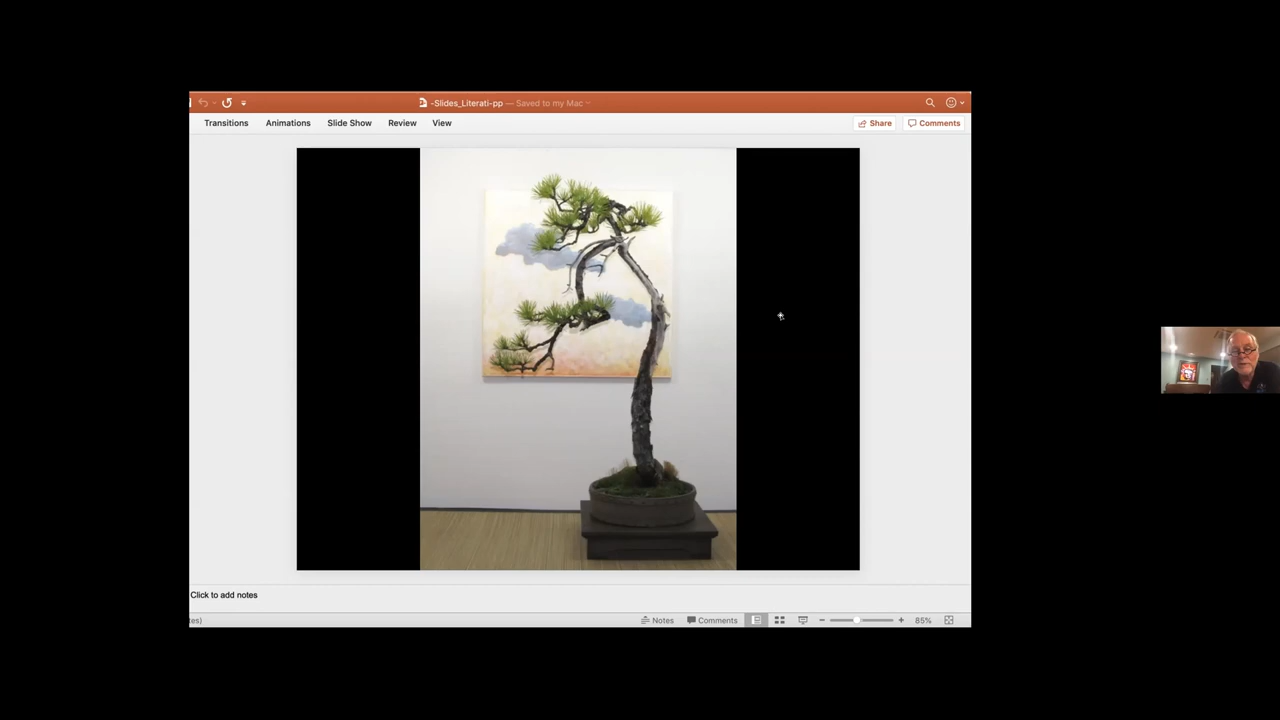 -Slides_Literati-pp — Saved to my Mac
Transitions Animations Slide Show Review View Share Comments
Click to add notes
tes) Notes Comments 85%